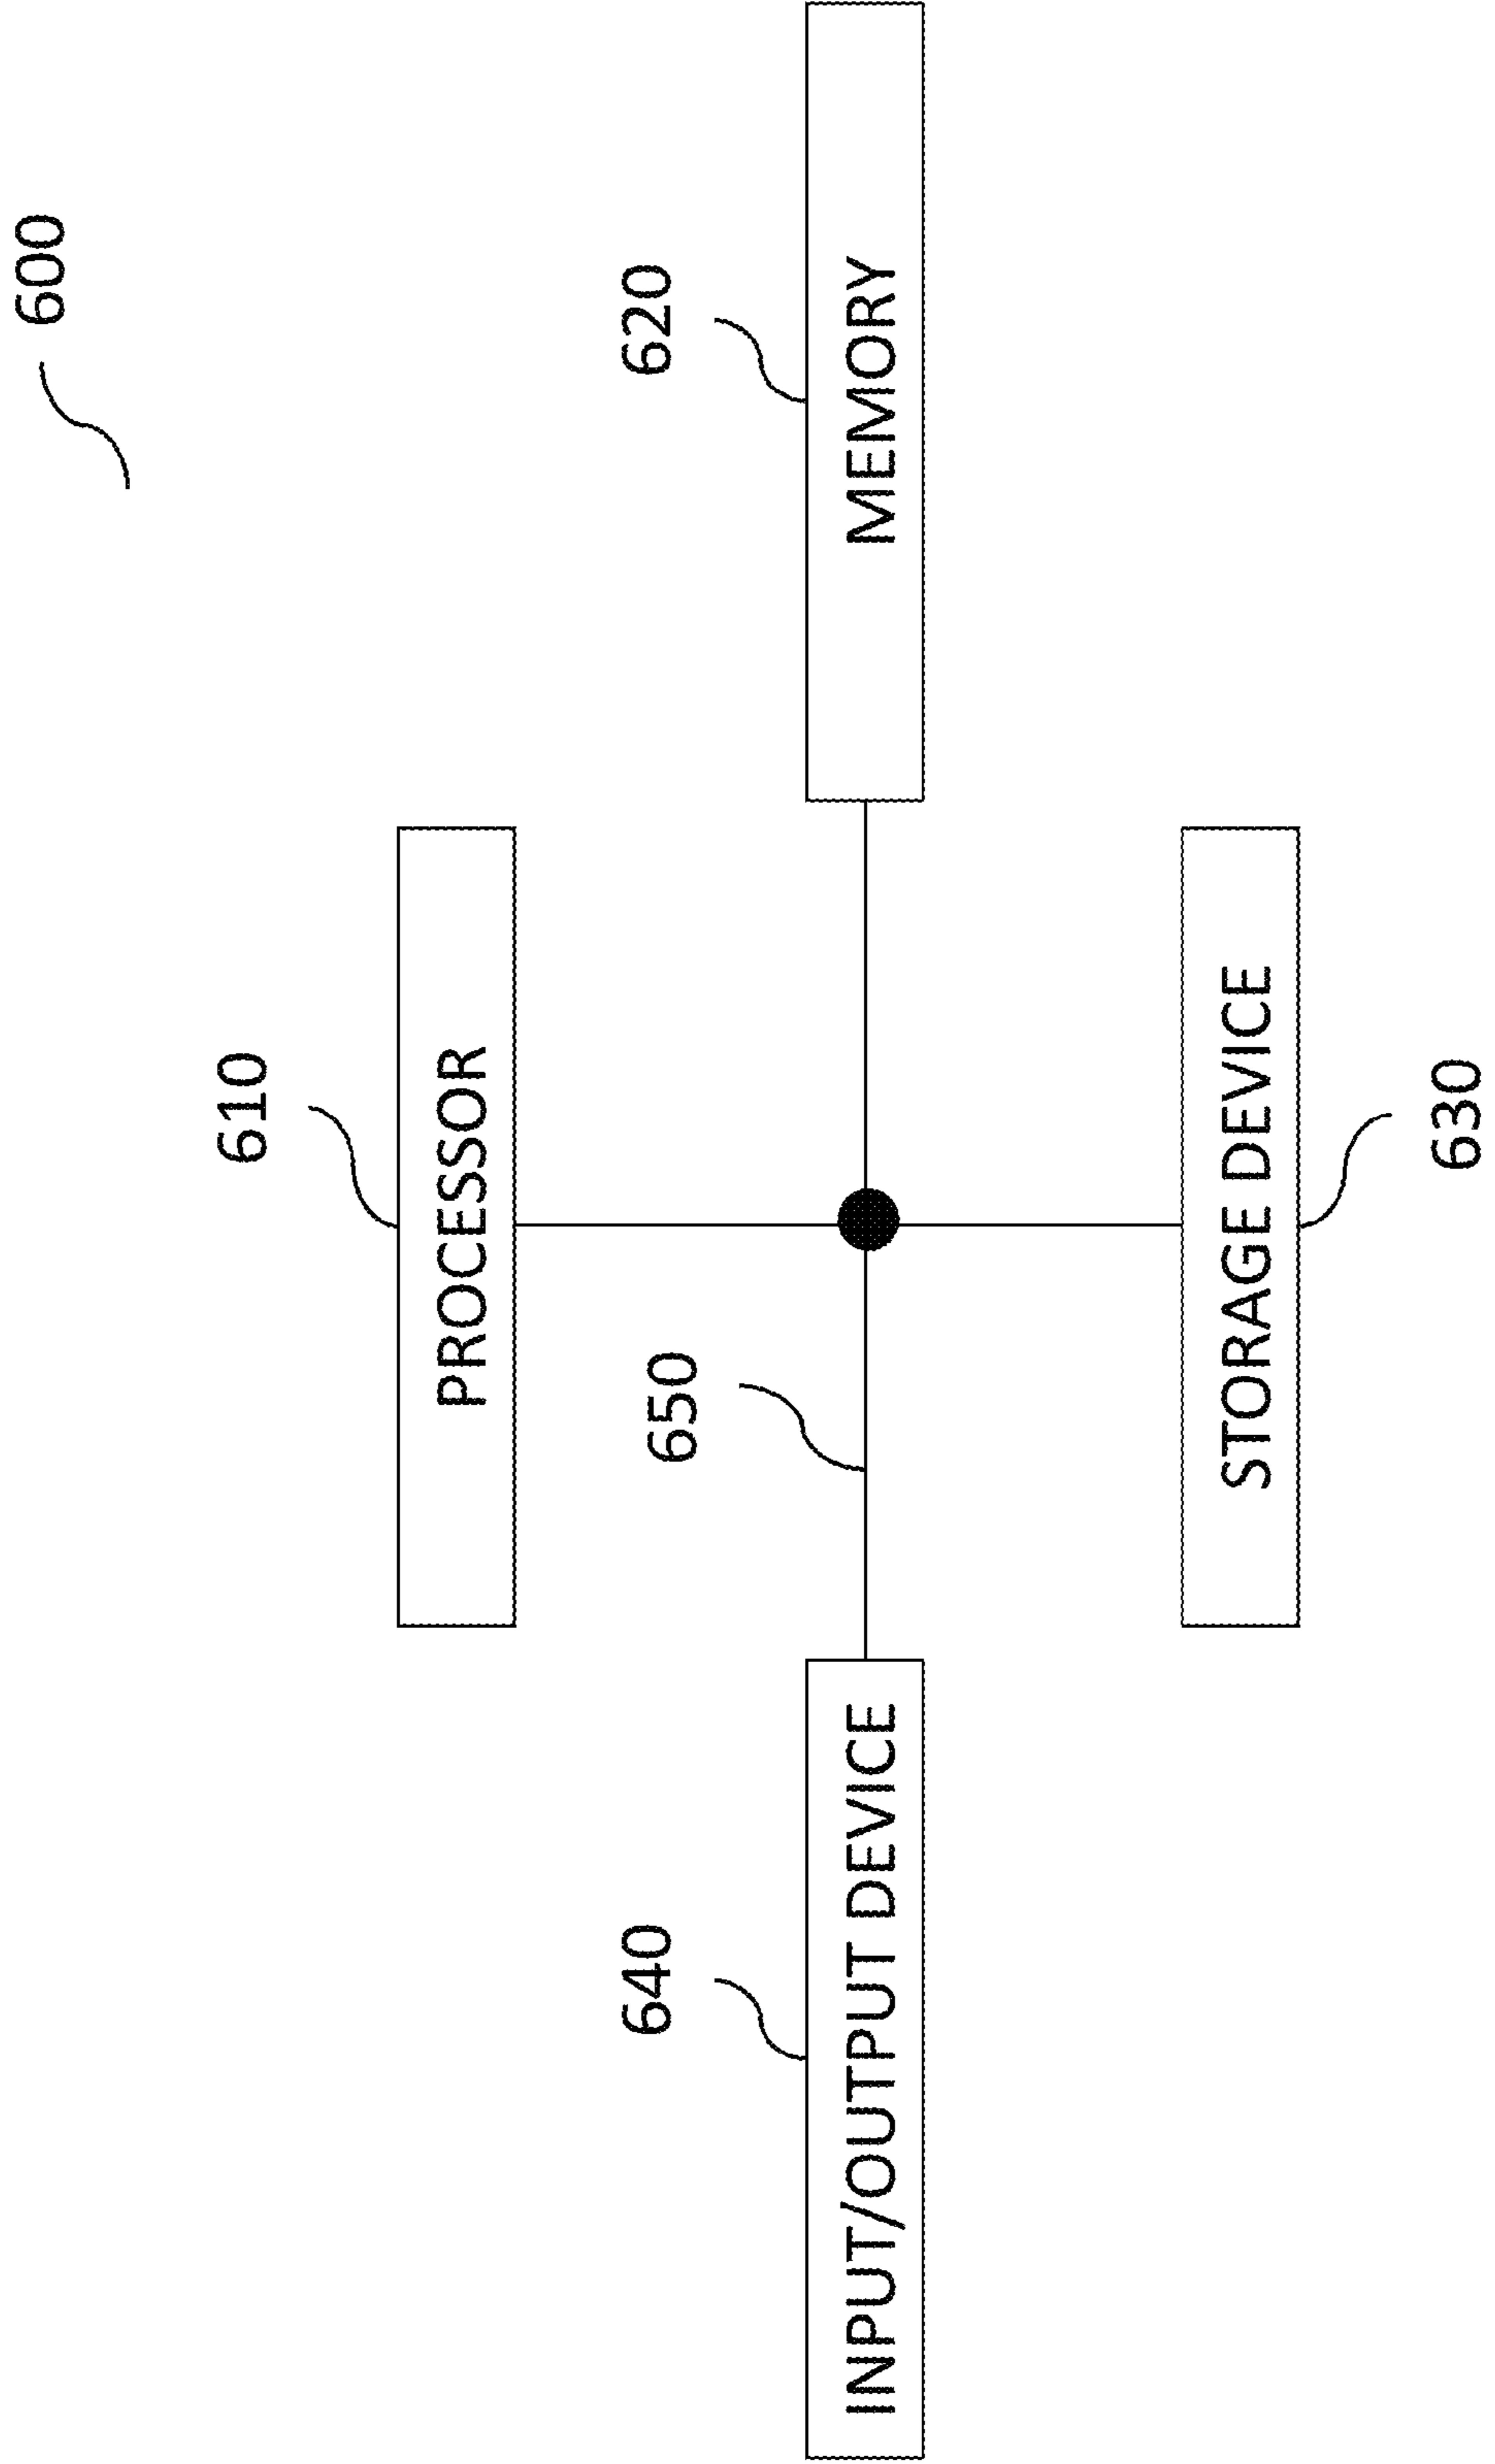 600
610
PROCESSOR
640
650
620
INPUT/OUTPUT DEVICE
MEMORY
STORAGE DEVICE
630